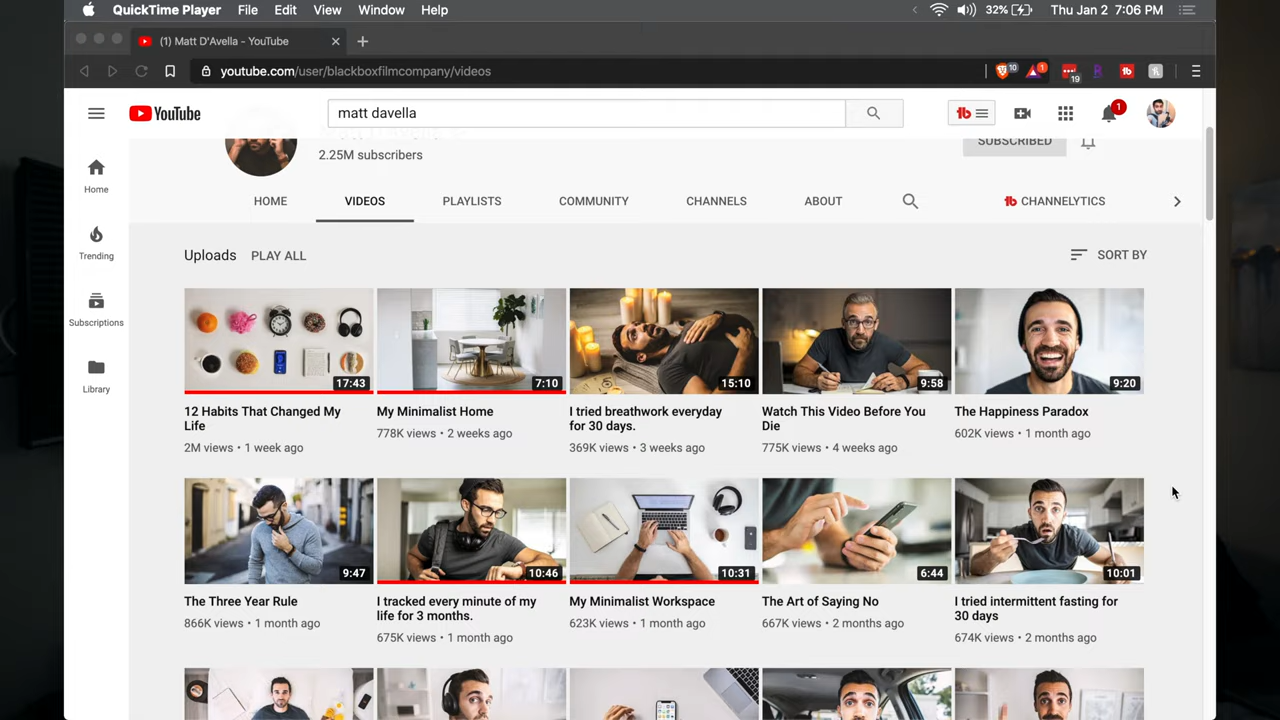 QuickTime Player File Edit View Window Help 32% Thu Jan 2 7:06 PM
(1) Matt D'Avella - YouTube
youtube.com/user/blackboxfilmcompany/videos 10 1 19
YouTube matt davella 1
2.25M subscribers SUBSCRIBED
HOME VIDEOS PLAYLISTS COMMUNITY CHANNELS ABOUT CHANNELYTICS
Home
Trending
Subscriptions
Library
Uploads PLAY ALL SORT BY
17:43 7:10 15:10 9:58 9:20
12 Habits That Changed My
Life
2M views • 1 week ago
My Minimalist Home
778K views • 2 weeks ago
I tried breathwork everyday
for 30 days.
369K views • 3 weeks ago
Watch This Video Before You
Die
775K views • 4 weeks ago
The Happiness Paradox
602K views • 1 month ago
9:47 10:46 10:31 6:44 10:01
The Three Year Rule
866K views • 1 month ago
I tracked every minute of my
life for 3 months.
675K views • 1 month ago
My Minimalist Workspace
623K views • 1 month ago
The Art of Saying No
667K views • 2 months ago
I tried intermittent fasting for
30 days
674K views • 2 months ago